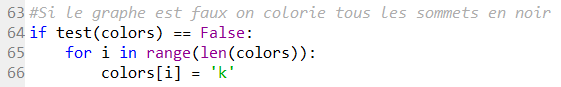 63 #Si le graphe est faux on colorie tous les sommets en noir
64 if test(colors) == False:
65     for i in range(len(colors)):
66         colors[i] = 'k'